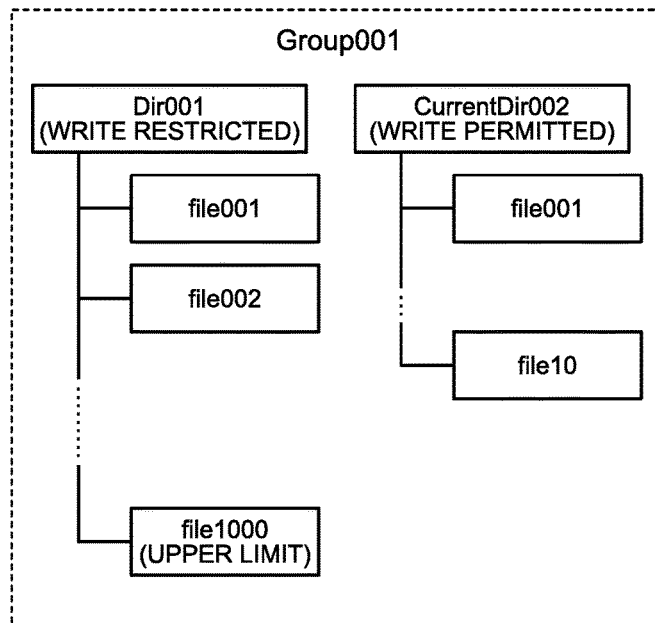 Group001
Dir001
(WRITE RESTRICTED)
file001
file002
file1000
(UPPER LIMIT)
CurrentDir002
(WRITE PERMITTED)
file001
file10